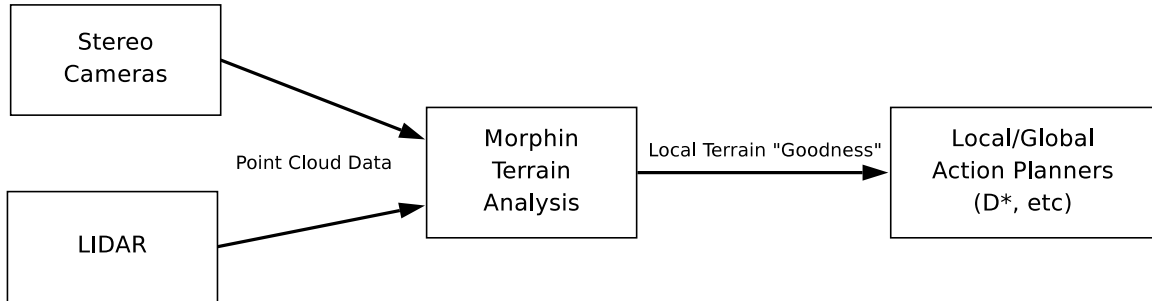 Stereo
Cameras
LIDAR
Point Cloud Data
Morphin
Terrain
Analysis
Local Terrain "Goodness"
Local/Global
Action Planners
(D*, etc)